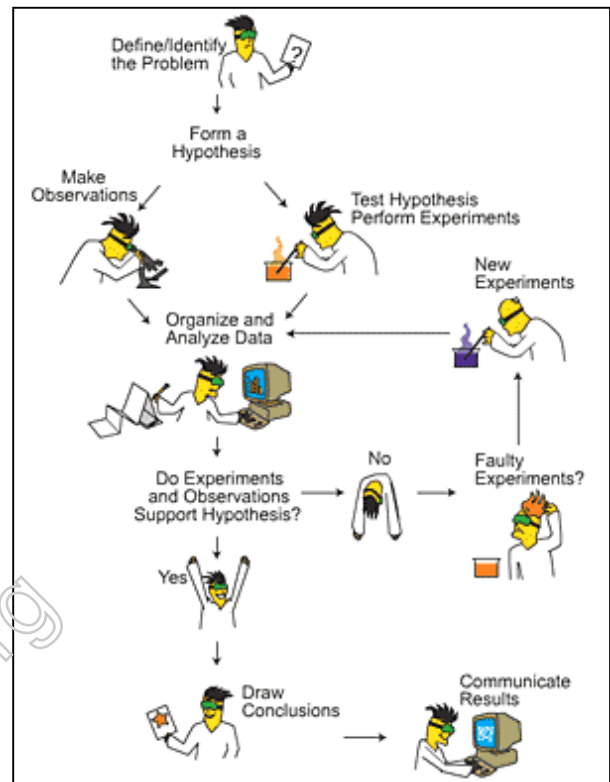 Define/Identify
the Problem
?
Form a
Hypothesis
Make
Observations
Test Hypothesis
Perform Experiments
New
Experiments
Organize and
Analyze Data
Do Experiments
and Observations
Support Hypothesis?
No
Faulty
Experiments?
Yes
Draw
Conclusions
Communicate
Results